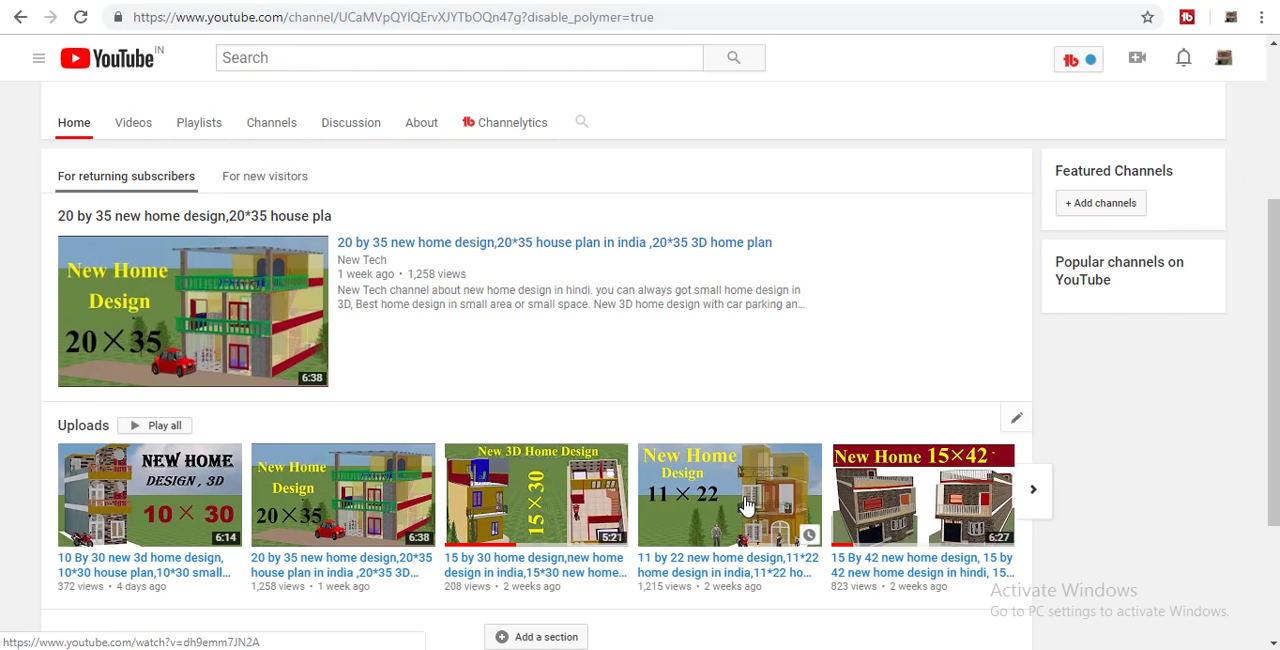 https://www.youtube.com/channel/UCaMVpQYIQErvXJYTbOQn47g?disable_polymer=true
YouTube IN
Search
Home Videos Playlists Channels Discussion About Channelytics
For returning subscribers For new visitors
Featured Channels
+ Add channels
Popular channels on
YouTube
20 by 35 new home design,20*35 house pla
New Home
Design
20×35
6:38
20 by 35 new home design,20*35 house plan in india ,20*35 3D home plan
New Tech
1 week ago • 1,258 views
New Tech channel about new home design in hindi. you can always got small home design in
3D, Best home design in small area or small space. New 3D home design with car parking an...
Uploads Play all
NEW HOME
DESIGN , 3D
10× 30
6:14
10 By 30 new 3d home design,
10*30 house plan,10*30 small...
372 views • 4 days ago
New Home
Design
20×35
6:38
20 by 35 new home design,20*35
house plan in india ,20*35 3D...
1,258 views • 1 week ago
New 3D Home Design
15×30
5:21
15 by 30 home design,new home
design in india,15*30 new home...
208 views • 2 weeks ago
New Home
Design
11 × 22
11 by 22 new home design,11*22
home design in india,11*22 ho...
1,215 views • 2 weeks ago
New Home 15×42
6:27
15 By 42 new home design, 15 by
42 new home design in hindi, 15...
823 views • 2 weeks ago
Activate Windows
Go to PC settings to activate Windows.
Add a section
https://www.youtube.com/watch?v=dh9emm7JN2A